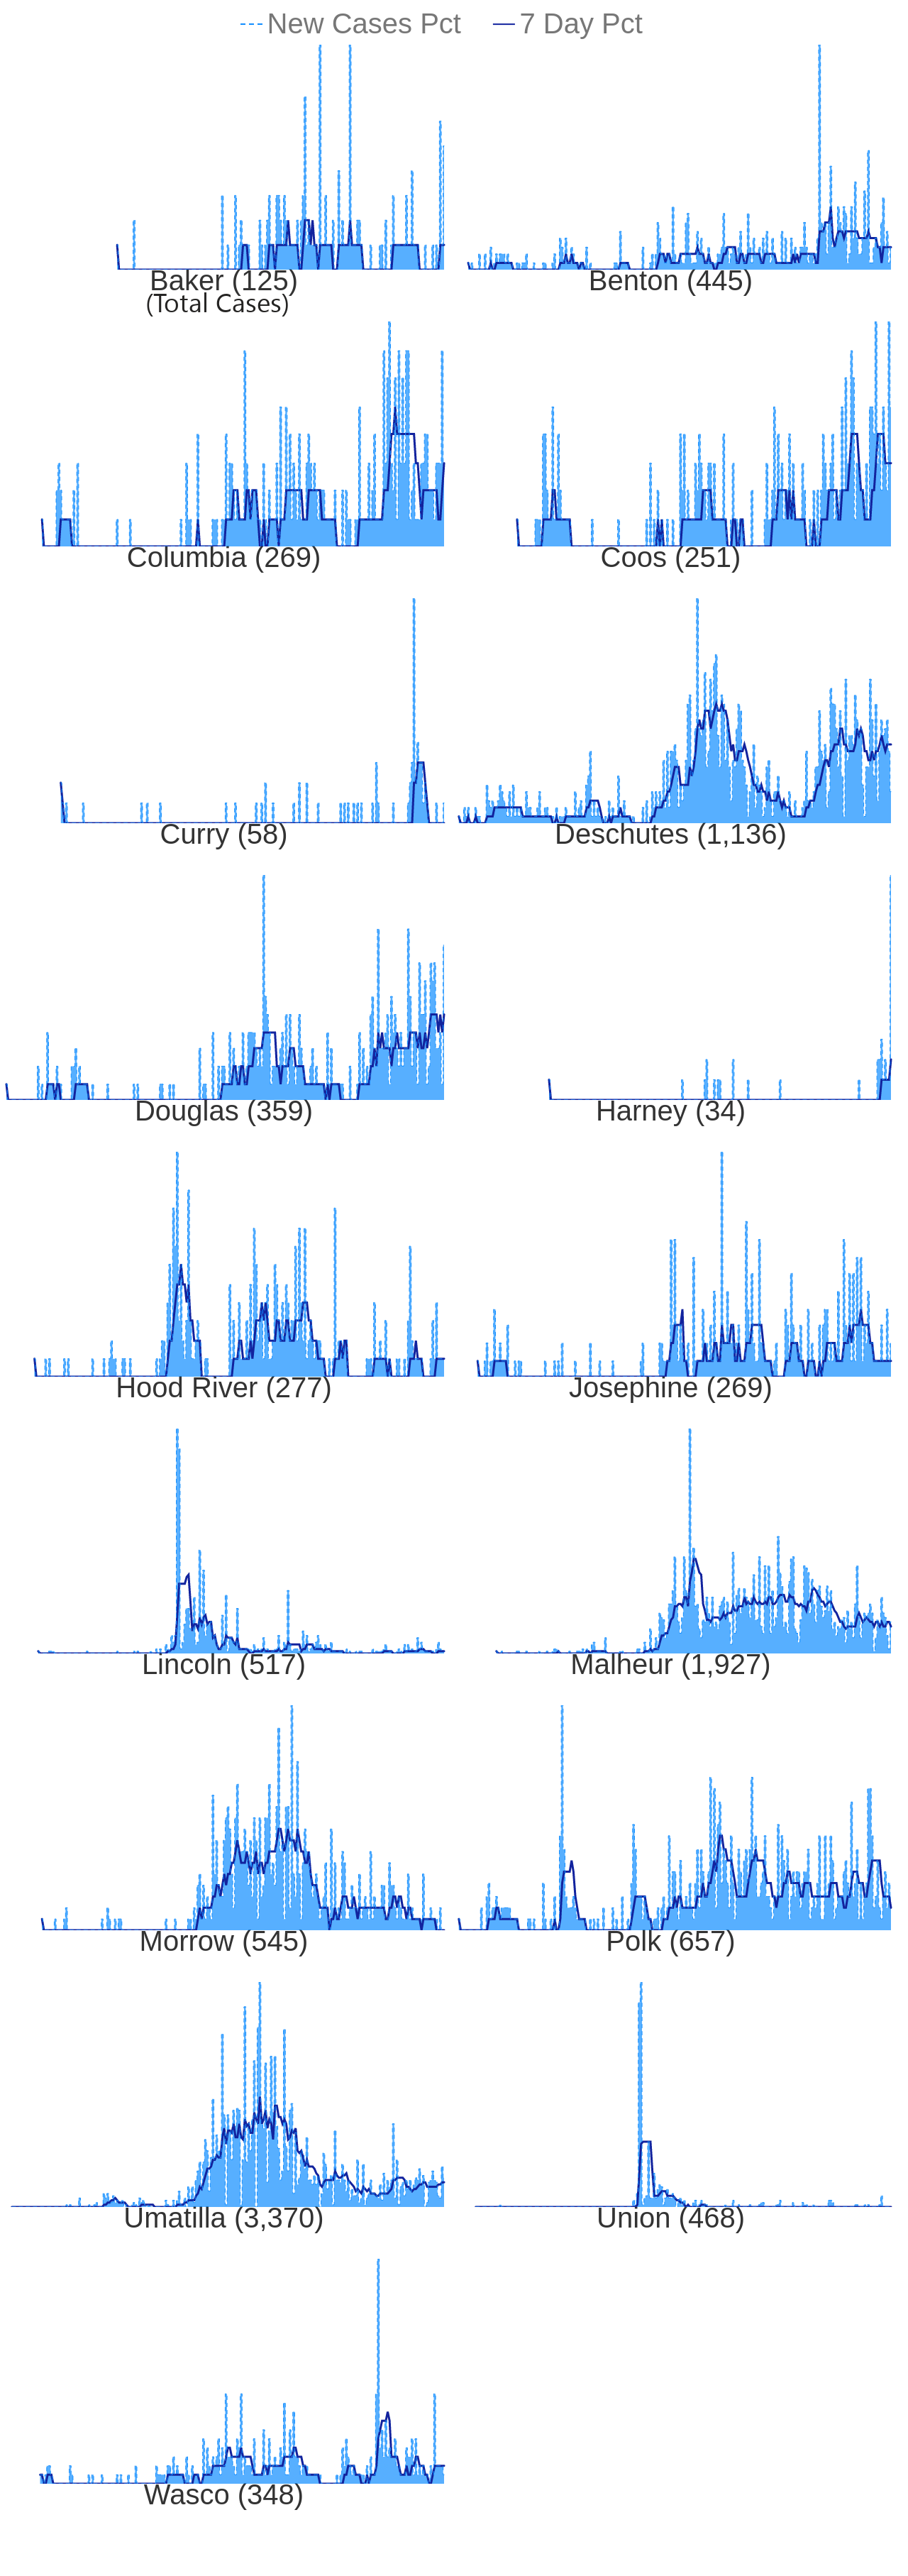 New Cases Pct 7 Day Pct
Baker (125) Benton (445)
(Total Cases)
Columbia (269) Coos (251)
Curry (58) Deschutes (1,136)
Douglas (359) Harney (34)
Hood River (277) Josephine (269)
Lincoln (517) Malheur (1,927)
Morrow (545) Polk (657)
Umatilla (3,370) Union (468)
Wasco (348)